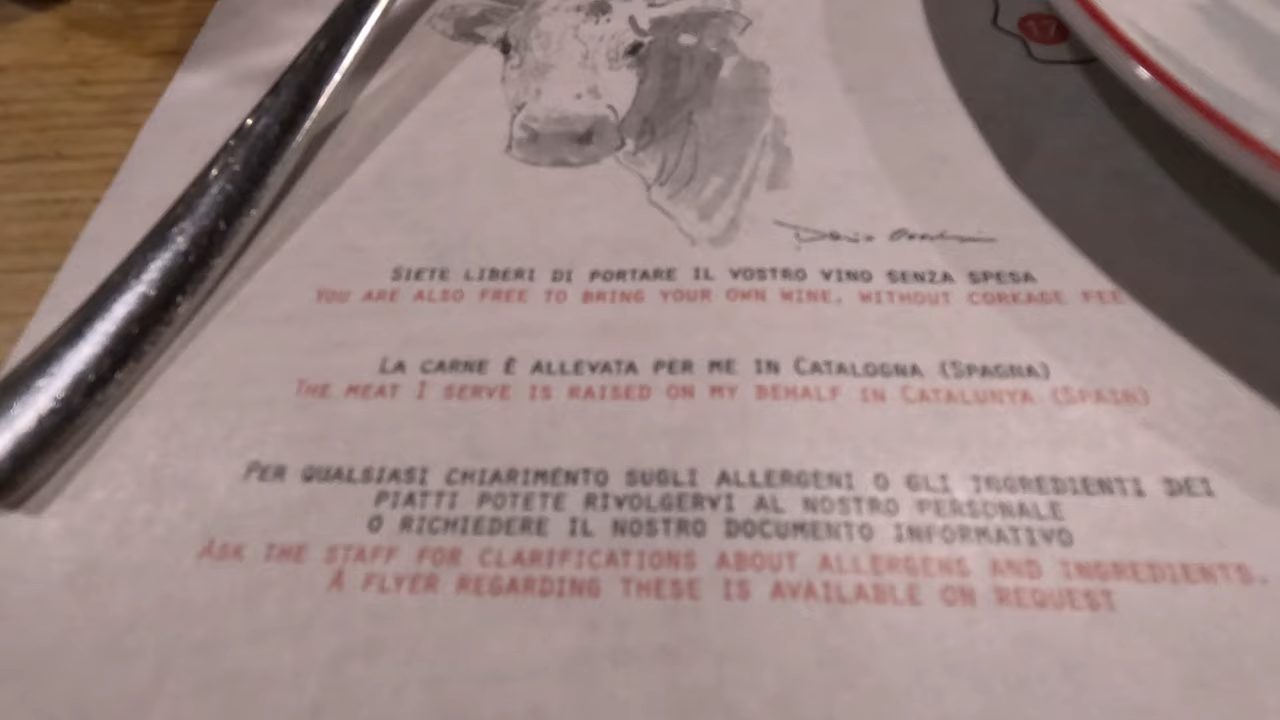 17
SIETE LIBERI DI PORTARE IL VOSTRO VINO SENZA SPESA
YOU ARE ALSO FREE TO BRING YOUR OWN WINE, WITHOUT CORKAGE FEE
LA CARNE È ALLEVATA PER ME IN CATALOGNA (SPAGNA)
THE MEAT I SERVE IS RAISED ON MY BEHALF IN CATALUNYA (SPAIN)
PER QUALSIASI CHIARIMENTO SUGLI ALLERGENI O GLI INGREDIENTI DEI
PIATTI POTETE RIVOLGERVI AL NOSTRO PERSONALE
O RICHIEDERE IL NOSTRO DOCUMENTO INFORMATIVO
ASK THE STAFF FOR CLARIFICATIONS ABOUT ALLERGENS AND INGREDIENTS.
A FLYER REGARDING THESE IS AVAILABLE ON REQUEST